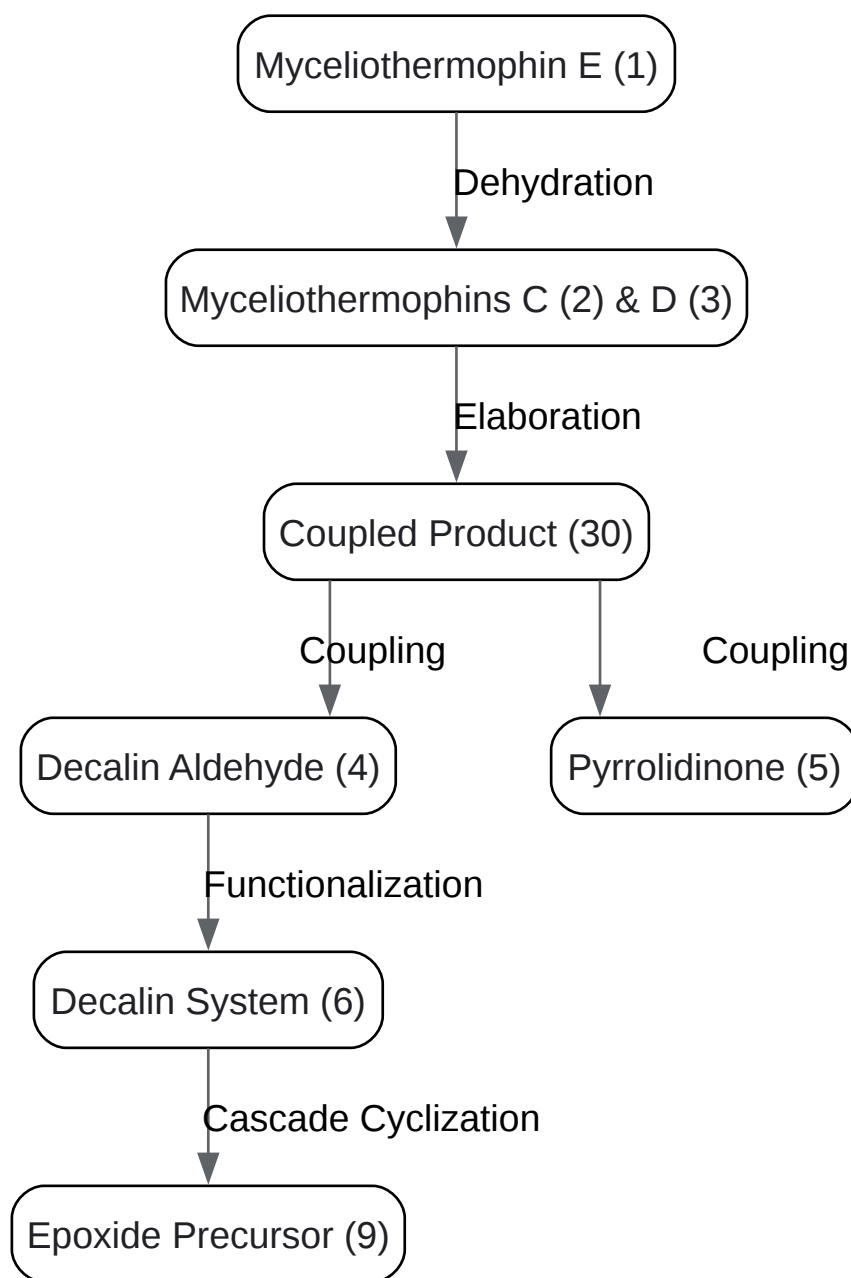 Myceliothermophin E (1)
Dehydration
Myceliothermophins C (2) & D (3)
Elaboration
Coupled Product (30)
Coupling
Coupling
Decalin Aldehyde (4)
Pyrrolidinone (5)
Functionalization
Decalin System (6)
Cascade Cyclization
Epoxide Precursor (9)